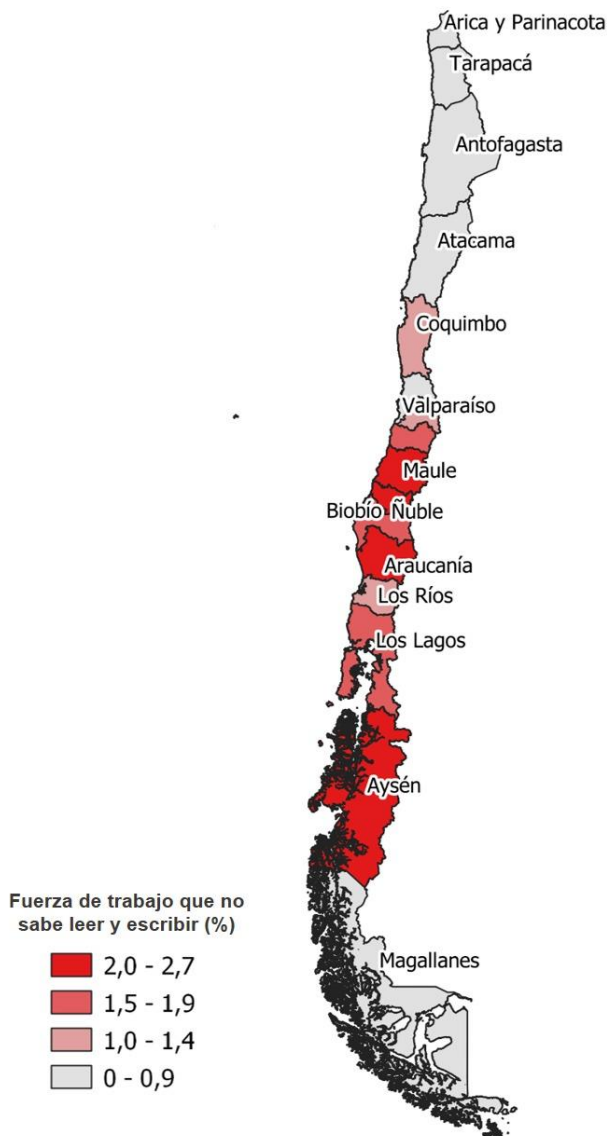 Arica y Parinacota
Tarapacá
Antofagasta
Atacama
Coquimbo
Valparaíso
Maule
Biobío Ñuble
Araucanía
Los Ríos
Los Lagos
Aysén
Magallanes
Fuerza de trabajo que no
sabe leer y escribir (%)
2,0 - 2,7
1,5 - 1,9
1,0 - 1,4
0 - 0,9